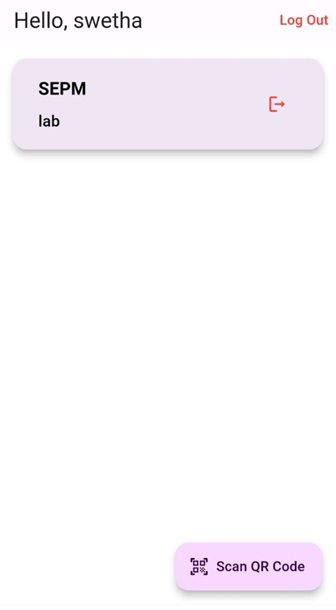 Hello, swetha
Log Out
SEPM
lab
Scan QR Code